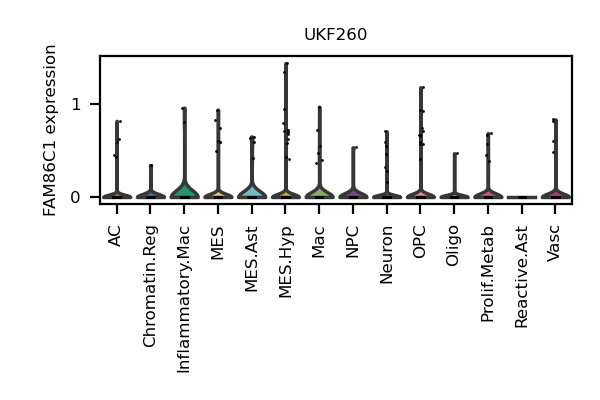 UKF260
FAM86C1 expression
1
0
AC
Chromatin.Reg
Inflammatory.Mac
MES
MES.Ast
MES.Hyp
Mac
NPC
Neuron
OPC
Oligo
Prolif.Metab
Reactive.Ast
Vasc